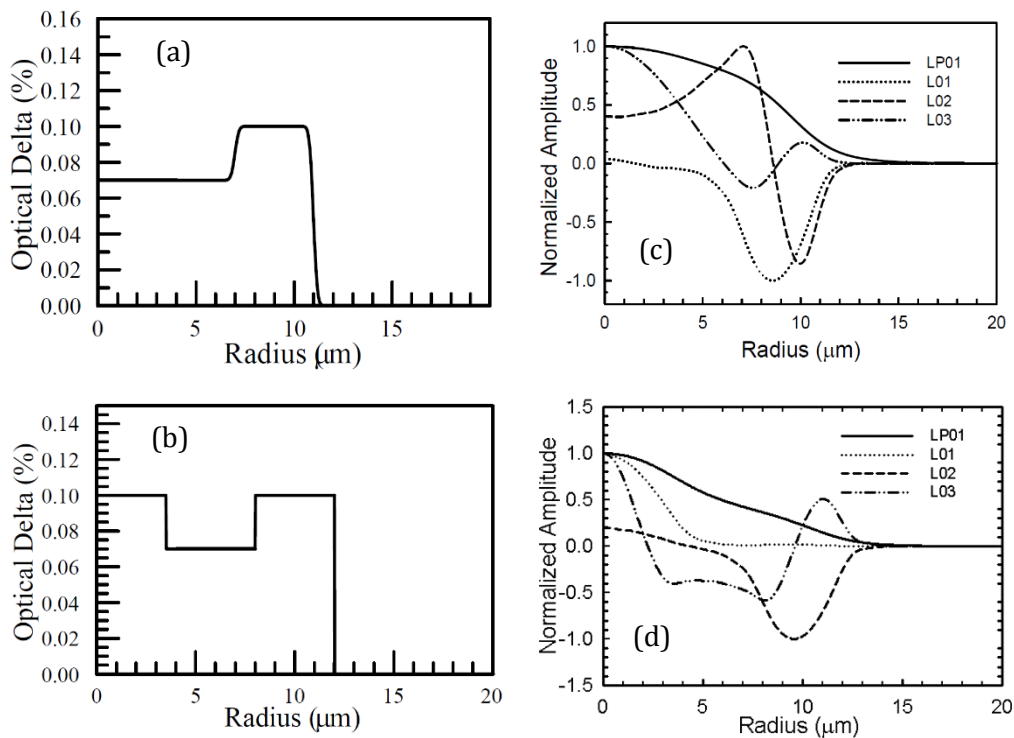 (a)
Optical Delta (%)
0.16
0.14
0.12
0.10
0.08
0.06
0.04
0.02
0.00
0
5
10
15
Radius (μm)
(c)
Normalized Amplitude
1.0
0.5
0.0
-0.5
-1.0
LP01
L01
L02
L03
0
5
10
15
20
Radius (μm)
(b)
Optical Delta (%)
0.14
0.12
0.10
0.08
0.06
0.04
0.02
0.00
0
5
10
15
20
Radius (μm)
(d)
Normalized Amplitude
1.5
1.0
0.5
0.0
-0.5
-1.0
-1.5
LP01
L01
L02
L03
0
5
10
15
20
Radius (μm)